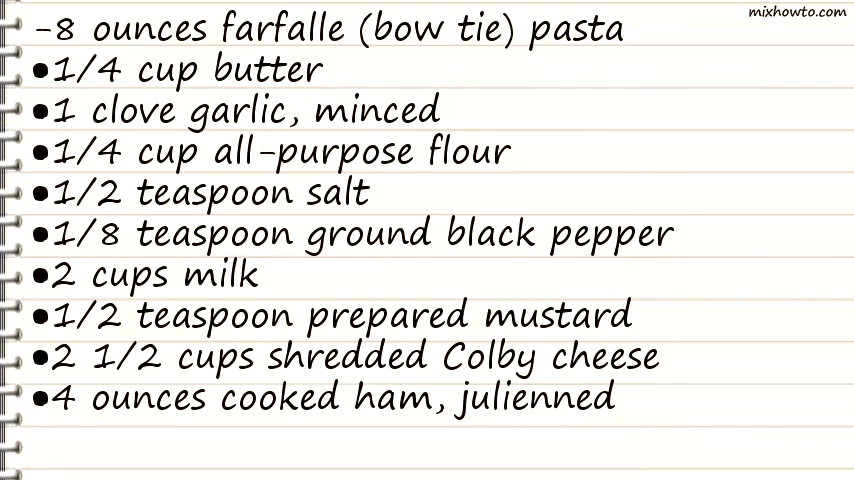 mixhowto.com
-8 ounces farfalle (bow tie) pasta
•1/4 cup butter
•1 clove garlic, minced
•1/4 cup all-purpose flour
•1/2 teaspoon salt
•1/8 teaspoon ground black pepper
•2 cups milk
•1/2 teaspoon prepared mustard
•2 1/2 cups shredded Colby cheese
•4 ounces cooked ham, julienned